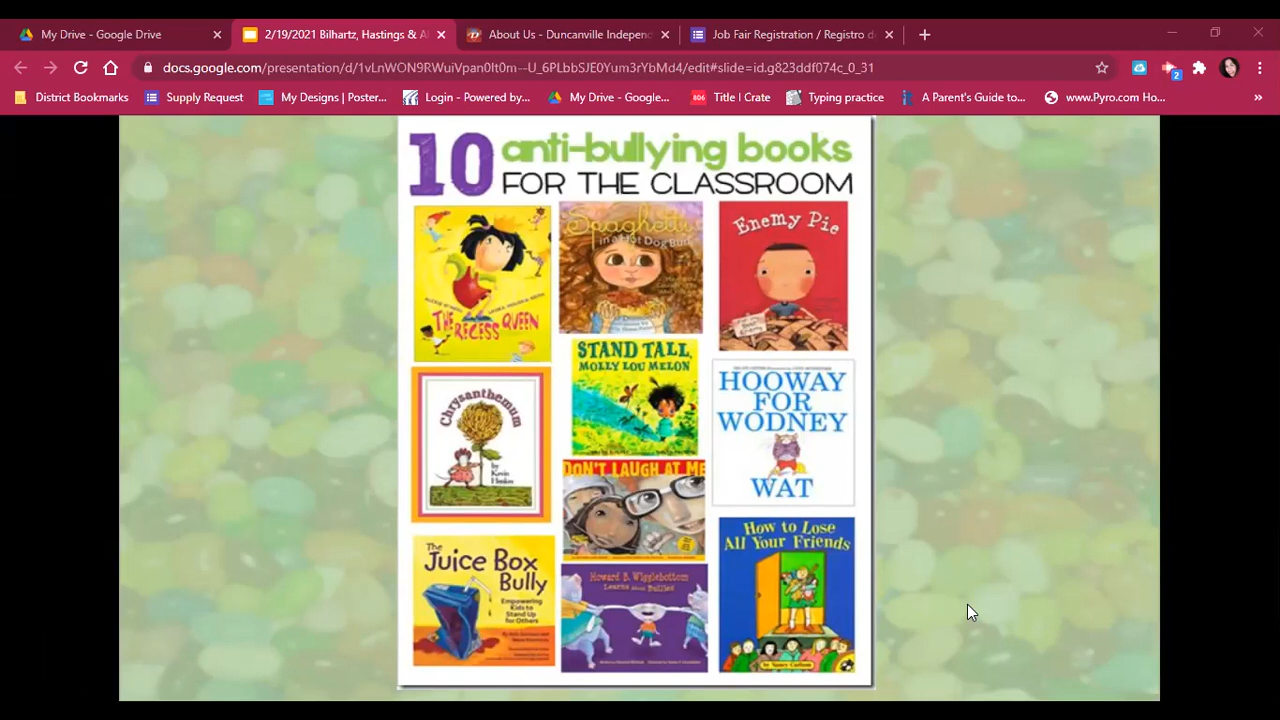 My Drive - Google Drive
2/19/2021 Bilhartz, Hastings & Al
About Us - Duncanville Independ
Job Fair Registration / Registro d
docs.google.com/presentation/d/1vLnWON9RWuiVpan0It0m--U_6PLbbSJE0Yum3rYbMd4/edit#slide=id.g823ddf074c_0_31
2
District Bookmarks
Supply Request
My Designs | Poster...
Login - Powered by...
My Drive - Google...
Title I Crate
Typing practice
A Parent's Guide to...
www.Pyro.com Ho...
10 anti-bullying books
FOR THE CLASSROOM
THE RECESS QUEEN
Spaghetti
in a Hot Dog Bun
Enemy Pie
Chrysanthemum
by
Kevin
Henkes
STAND TALL,
MOLLY LOU MELON
HOOWAY
FOR
WODNEY
WAT
DON'T LAUGH AT ME
The
Juice Box
Bully
Empowering
Kids to
Stand Up
for Others
Howard B. Wigglebottom
Learns about Bullies
How to Lose
All Your Friends
by Nancy Carlson